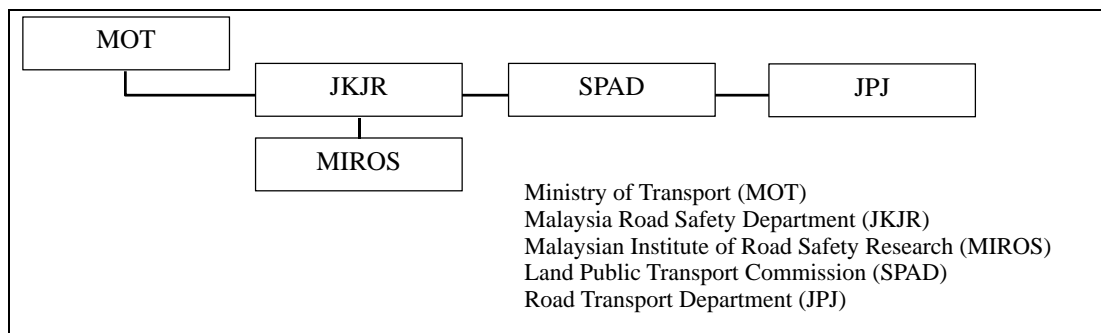 MOT
JKJR
SPAD
JPJ
MIROS
Ministry of Transport (MOT)
Malaysia Road Safety Department (JKJR)
Malaysian Institute of Road Safety Research (MIROS)
Land Public Transport Commission (SPAD)
Road Transport Department (JPJ)